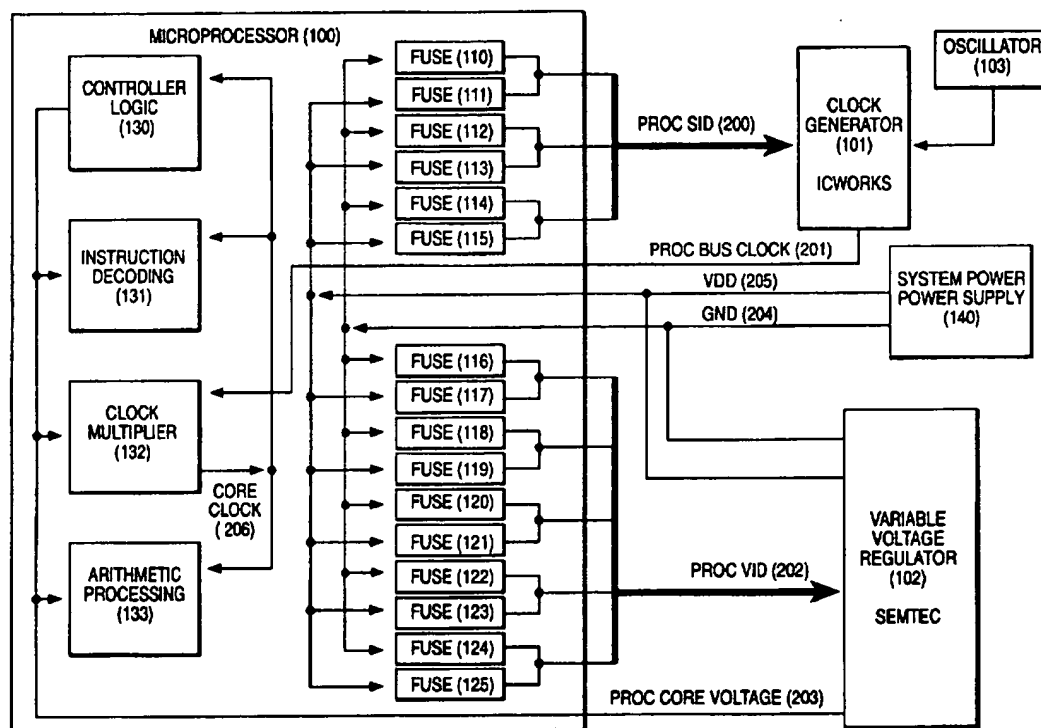 MICROPROCESSOR (100)
CONTROLLER
LOGIC
(130)
INSTRUCTION
DECODING
(131)
CLOCK
MULTIPLIER
(132)
CORE
CLOCK
( 206)
ARITHMETIC
PROCESSING
(133)
FUSE (110)
FUSE (111)
FUSE (112)
FUSE (113)
FUSE (114)
FUSE (115)
FUSE (116)
FUSE (117)
FUSE (118)
FUSE (119)
FUSE (120)
FUSE (121)
FUSE (122)
FUSE (123)
FUSE (124)
FUSE (125)
PROC SID (200)
PROC BUS CLOCK (201)
VDD (205)
GND (204)
PROC VID (202)
PROC CORE VOLTAGE (203)
CLOCK
GENERATOR
(101)
ICWORKS
OSCILLATOR
(103)
SYSTEM POWER
POWER SUPPLY
(140)
VARIABLE
VOLTAGE
REGULATOR
(102)
SEMTEC